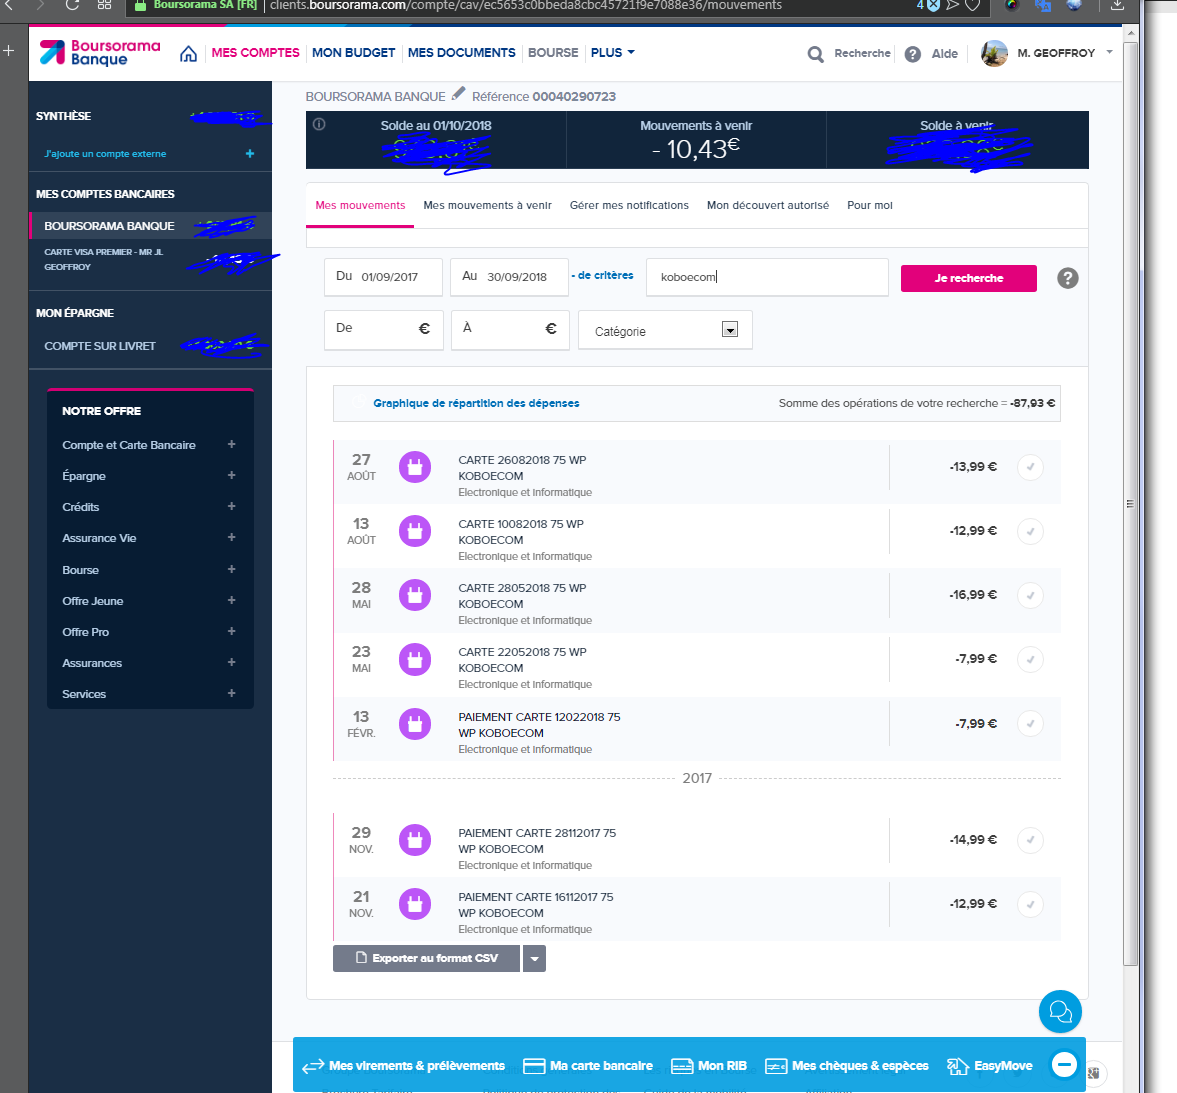 Boursorama SA [FR] clients.boursorama.com/compte/cav/ec5653c0bbeda8cbc45721f9e7088e36/mouvements 4
Boursorama
Banque
MES COMPTES MON BUDGET MES DOCUMENTS BOURSE PLUS
Recherche ? Aide M. GEOFFROY
SYNTHÈSE
J'ajoute un compte externe +
MES COMPTES BANCAIRES
BOURSORAMA BANQUE
CARTE VISA PREMIER - MR JL
GEOFFROY
MON ÉPARGNE
COMPTE SUR LIVRET
NOTRE OFFRE
Compte et Carte Bancaire +
Épargne +
Crédits +
Assurance Vie +
Bourse +
Offre Jeune +
Offre Pro +
Assurances +
Services +
BOURSORAMA BANQUE Référence 00040290723
Solde au 01/10/2018
Mouvements à venir
- 10,43€
Solde à venir
Mes mouvements Mes mouvements à venir Gérer mes notifications Mon découvert autorisé Pour moi
Du 01/09/2017 Au 30/09/2018 - de critères koboecom Je recherche ?
De € À € Catégorie
Graphique de répartition des dépenses Somme des opérations de votre recherche = -87,93 €
27 AOÛT CARTE 26082018 75 WP
KOBOECOM
Electronique et informatique
-13,99 €
13 AOÛT CARTE 10082018 75 WP
KOBOECOM
Electronique et informatique
-12,99 €
28 MAI CARTE 28052018 75 WP
KOBOECOM
Electronique et informatique
-16,99 €
23 MAI CARTE 22052018 75 WP
KOBOECOM
Electronique et informatique
-7,99 €
13 FÉVR. PAIEMENT CARTE 12022018 75
WP KOBOECOM
Electronique et informatique
-7,99 €
2017
29 NOV. PAIEMENT CARTE 28112017 75
WP KOBOECOM
Electronique et informatique
-14,99 €
21 NOV. PAIEMENT CARTE 16112017 75
WP KOBOECOM
Electronique et informatique
-12,99 €
Exporter au format CSV
Mes virements & prélèvements Ma carte bancaire Mon RIB Mes chèques & espèces EasyMove